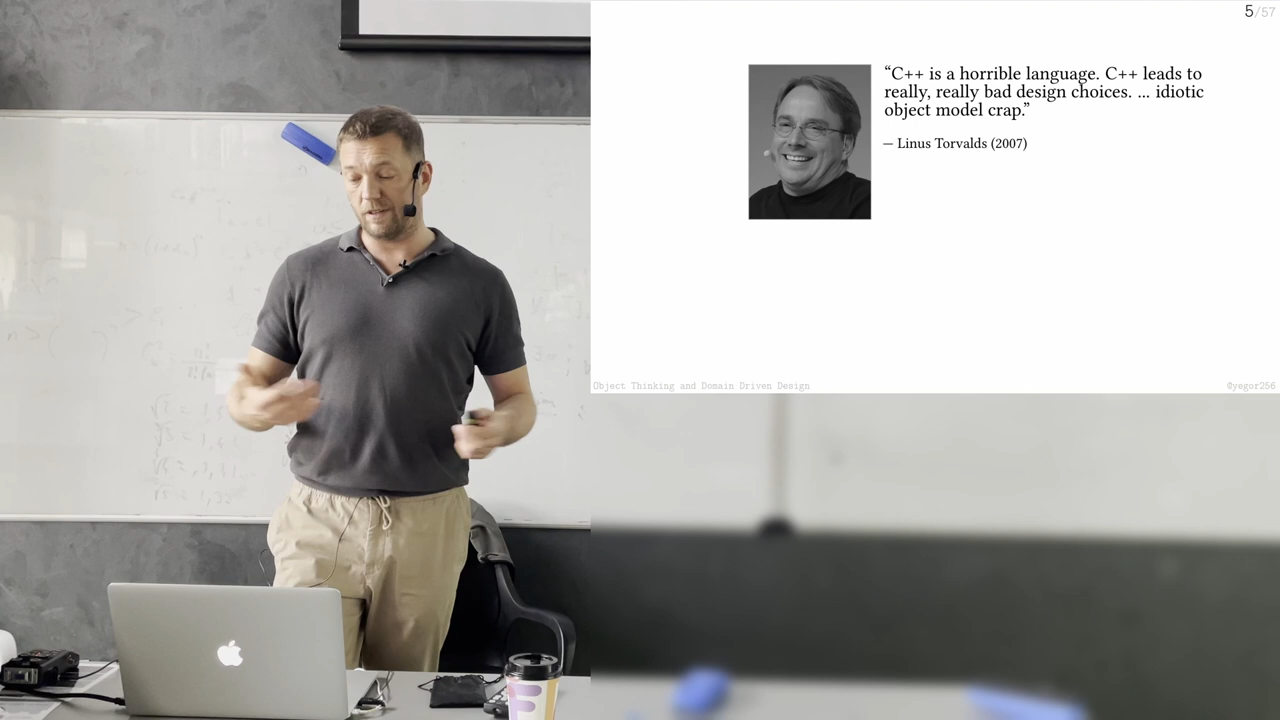 5/57
“C++ is a horrible language. C++ leads to
really, really bad design choices. ... idiotic
object model crap.”
— Linus Torvalds (2007)
Object Thinking and Domain Driven Design
@yegor256